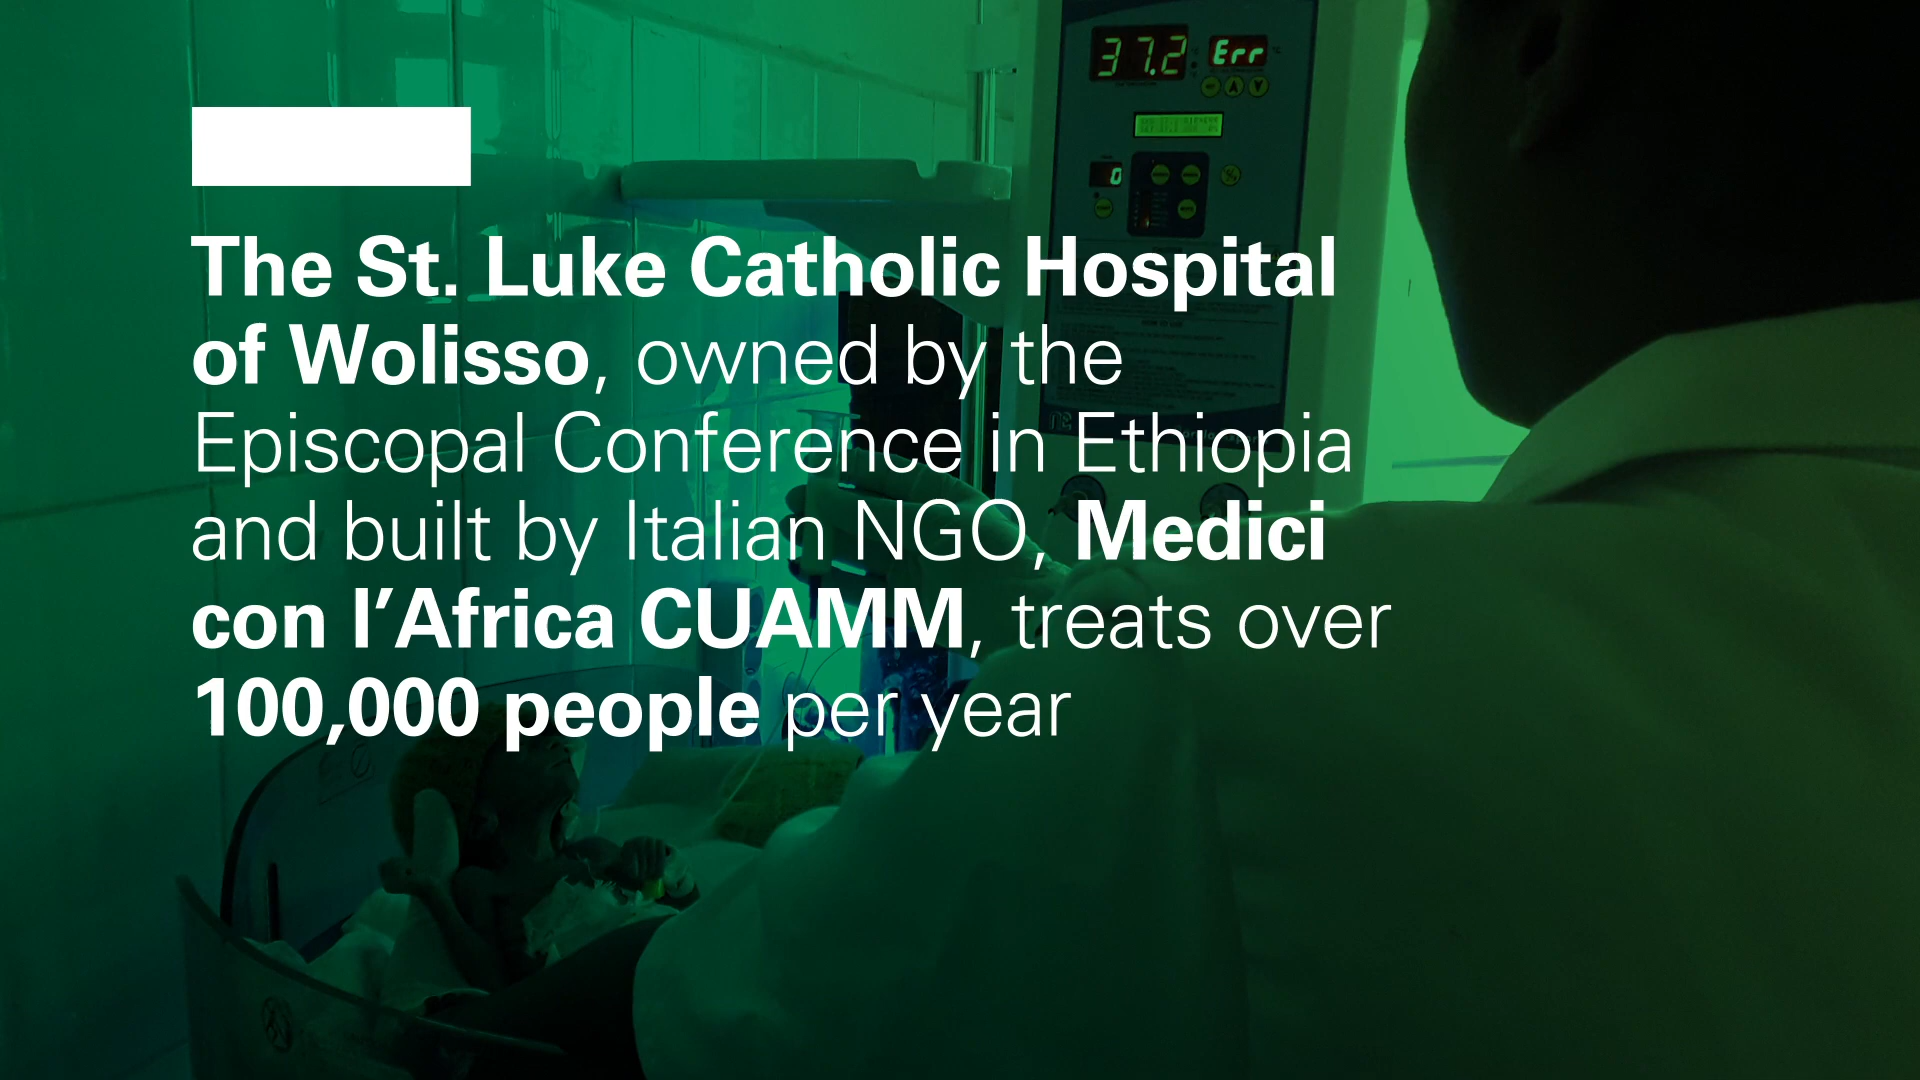 37.2 Err
0
The St. Luke Catholic Hospital
of Wolisso, owned by the
Episcopal Conference in Ethiopia
and built by Italian NGO, Medici
con l’Africa CUAMM, treats over
100,000 people per year